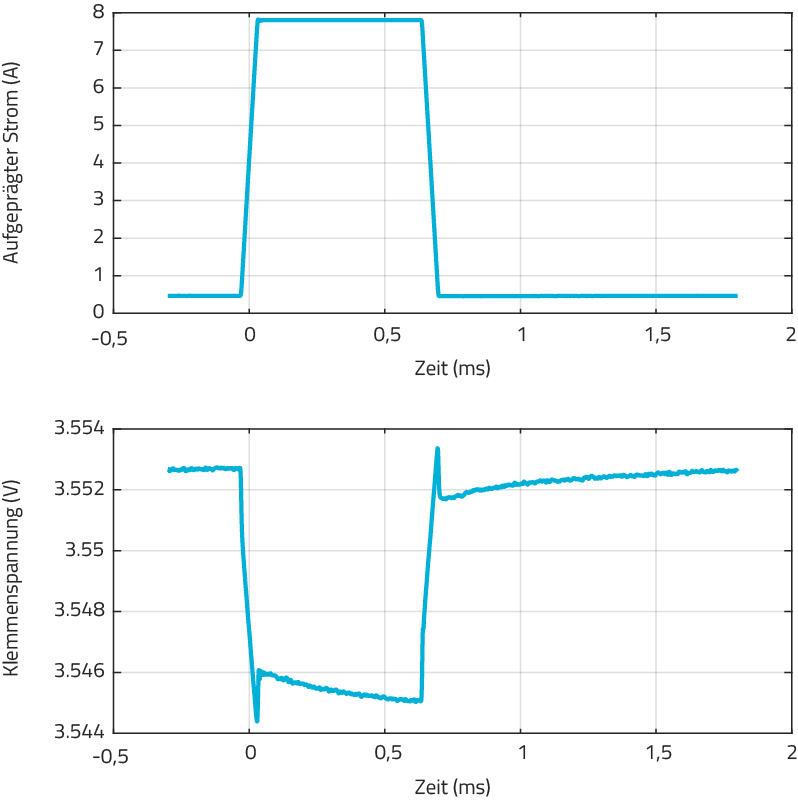 8
7
6
5
4
3
2
1
0
Aufgeprägter Strom (A)
-0,5 0 0,5 1 1,5 2
Zeit (ms)
3.554
3.552
3.55
3.548
3.546
3.544
Klemmenspannung (V)
-0,5 0 0,5 1 1,5 2
Zeit (ms)